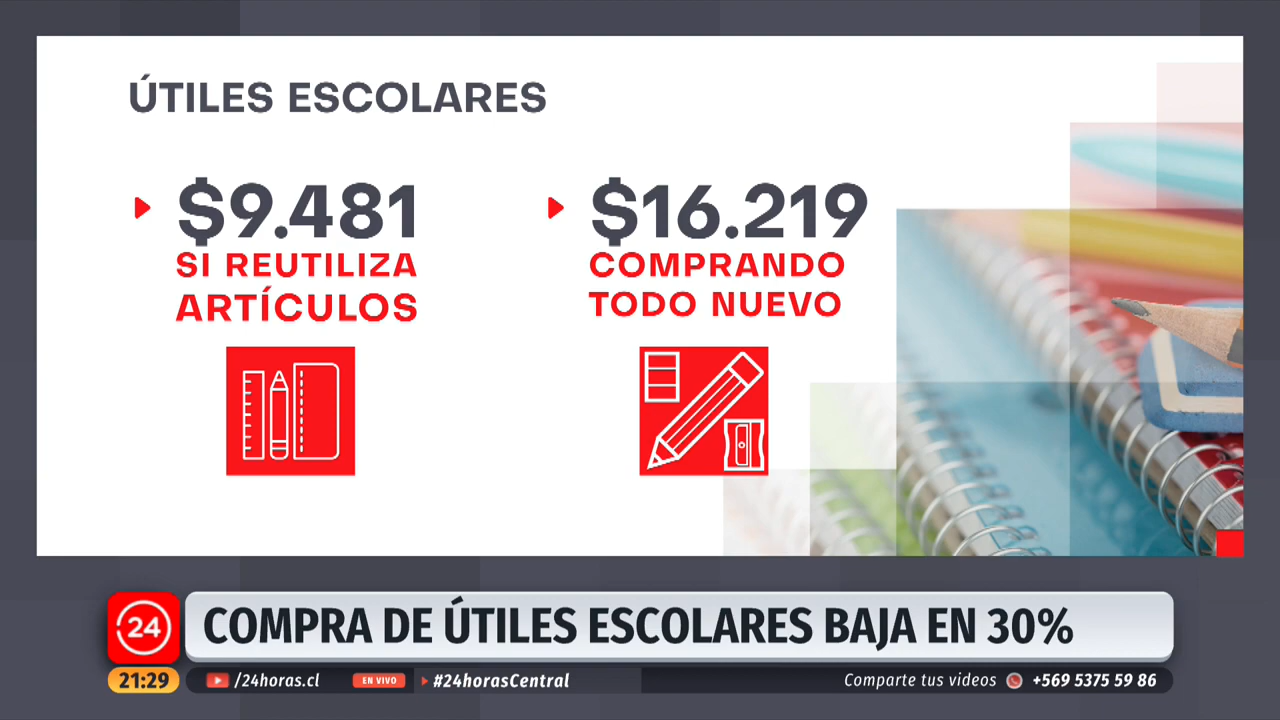 ÚTILES ESCOLARES
$9.481
SI REUTILIZA
ARTÍCULOS
$16.219
COMPRANDO
TODO NUEVO
24
COMPRA DE ÚTILES ESCOLARES BAJA EN 30%
21:29
/24horas.cl
EN VIVO
#24horasCentral
Comparte tus videos
+569 5375 59 86